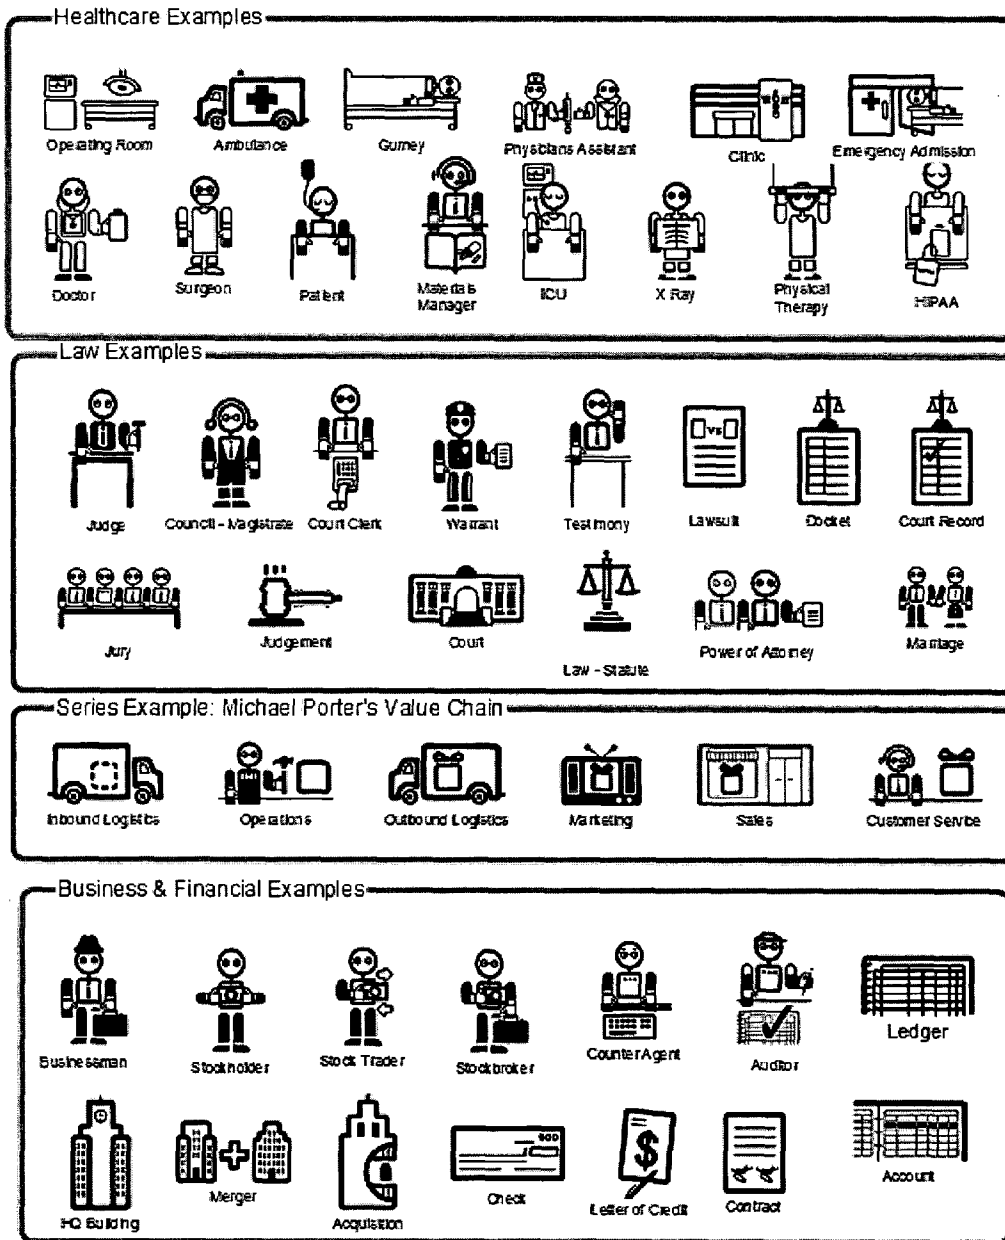 Healthcare Examples
Operating Room
Ambulance
Gurney
Physicians Assistant
Clinic
Emergency Admission
Doctor
Surgeon
Patient
Materials
Manager
ICU
X Ray
Physical
Therapy
HIPAA
Law Examples
Judge
Council - Magistrate
Court Clerk
Warrant
Testimony
VS
Lawsuit
Docket
Court Record
Jury
Judgement
Court
Law - Statute
Power of Attorney
Marriage
Series Example: Michael Porter's Value Chain
Inbound Logistics
Operations
Outbound Logistics
Marketing
Sales
Customer Service
Business & Financial Examples
Businessman
Stockholder
Stock Trader
Stockbroker
Counter Agent
Auditor
Ledger
HQ Building
Merger
Acquisition
Check
$
Letter of Credit
Contract
Account